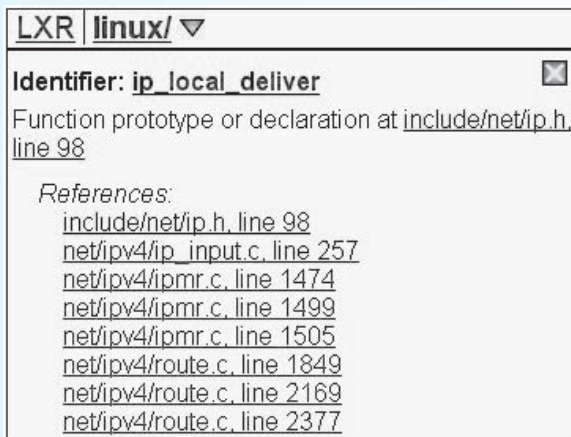 LXR linux/
Identifier: ip_local_deliver
Function prototype or declaration at include/net/ip.h,
line 98
References:
include/net/ip.h, line 98
net/ipv4/ip_input.c, line 257
net/ipv4/ipmr.c, line 1474
net/ipv4/ipmr.c, line 1499
net/ipv4/ipmr.c, line 1505
net/ipv4/route.c, line 1849
net/ipv4/route.c, line 2169
net/ipv4/route.c, line 2377